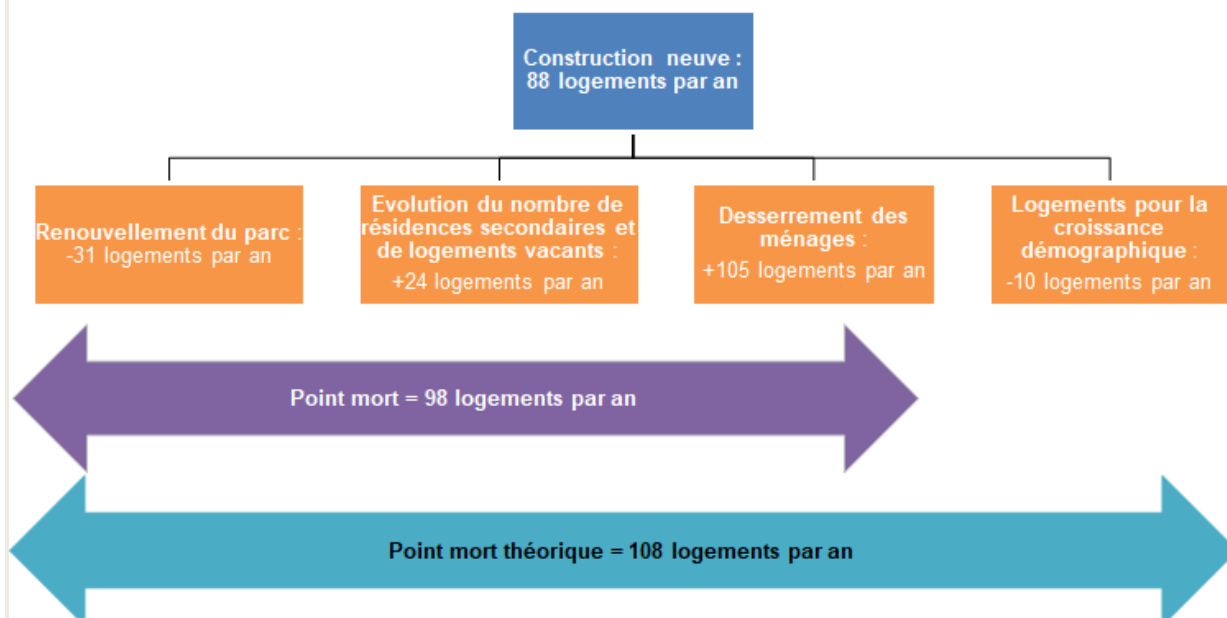 Construction neuve :
88 logements par an
Renouvellement du parc :
-31 logements par an
Evolution du nombre de
résidences secondaires et
de logements vacants :
+24 logements par an
Desserrement des
ménages :
+105 logements par an
Logements pour la
croissance
démographique :
-10 logements par an
Point mort = 98 logements par an
Point mort théorique = 108 logements par an